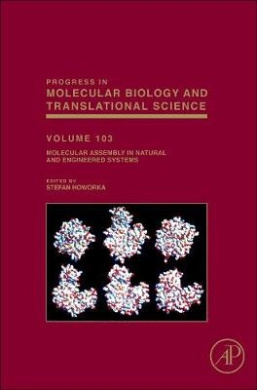 PROGRESS IN
MOLECULAR BIOLOGY AND
TRANSLATIONAL SCIENCE
VOLUME 103
MOLECULAR ASSEMBLY IN NATURAL
AND ENGINEERED SYSTEMS
EDITED BY
STEFAN HOWORKA
AP